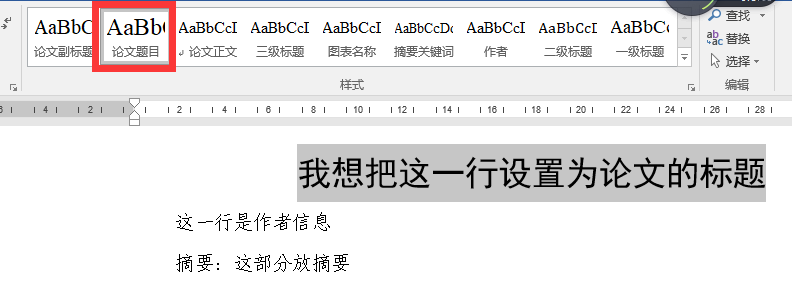 AaBbC AaBb( AaBbCcI AaBbCcI AaBbCcI AaBbCcDc AaBbCcI AaBbCcI AaBbCc
论文副标题 论文题目 论文正文 三级标题 图表名称 摘要关键词 作者 二级标题 一级标题
查找
替换
选择
样式
编辑
6 4 2 2 4 6 8 10 12 14 16 18 20 22 24 26 28
我想把这一行设置为论文的标题
这一行是作者信息
摘要：这部分放摘要